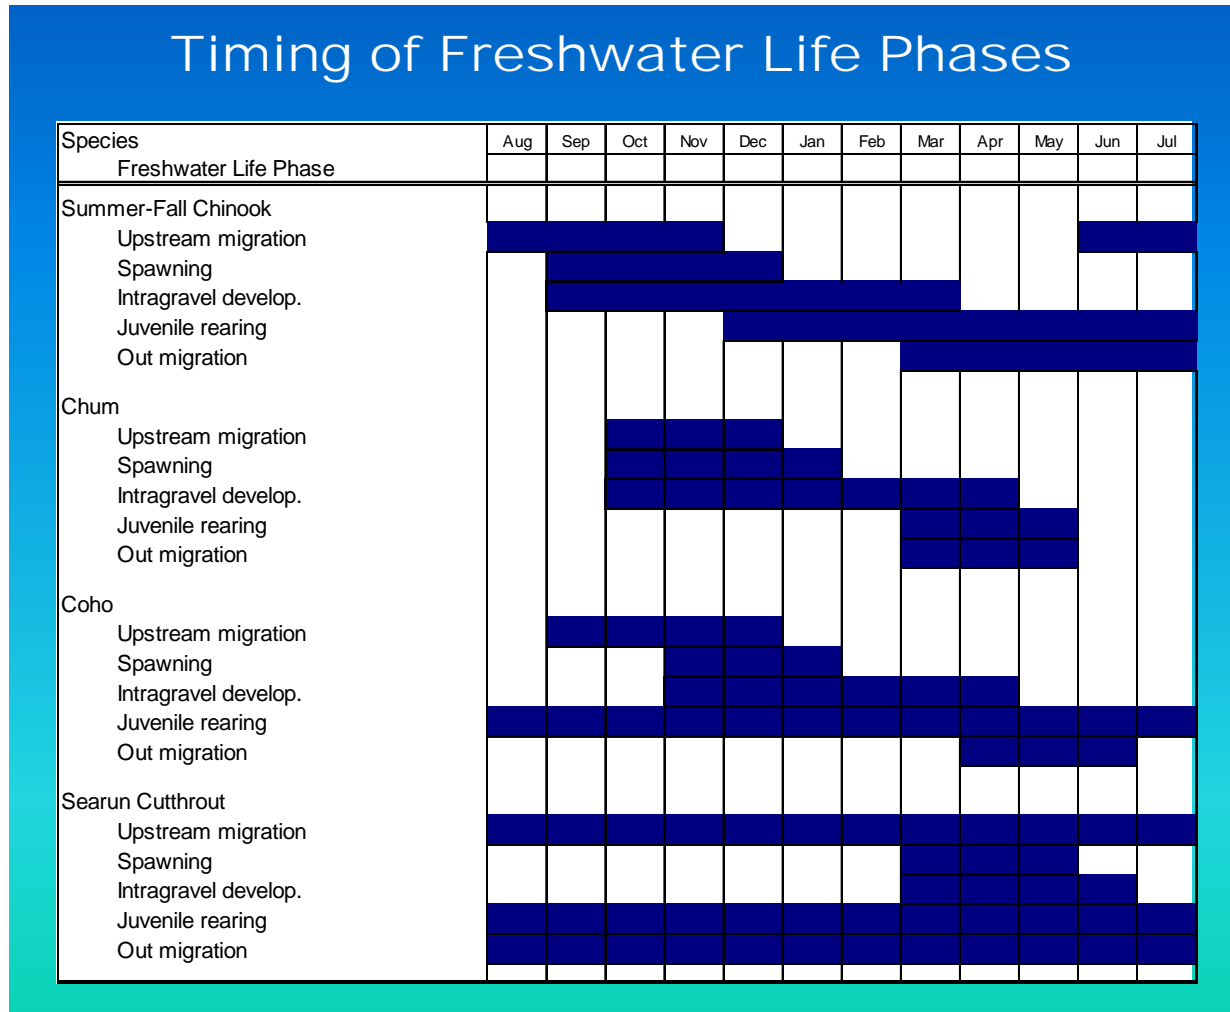 Timing of Freshwater Life Phases
Species Aug Sep Oct Nov Dec Jan Feb Mar Apr May Jun Jul
Freshwater Life Phase
Summer-Fall Chinook
Upstream migration
Spawning
Intragravel develop.
Juvenile rearing
Out migration
Chum
Upstream migration
Spawning
Intragravel develop.
Juvenile rearing
Out migration
Coho
Upstream migration
Spawning
Intragravel develop.
Juvenile rearing
Out migration
Searun Cutthrout
Upstream migration
Spawning
Intragravel develop.
Juvenile rearing
Out migration